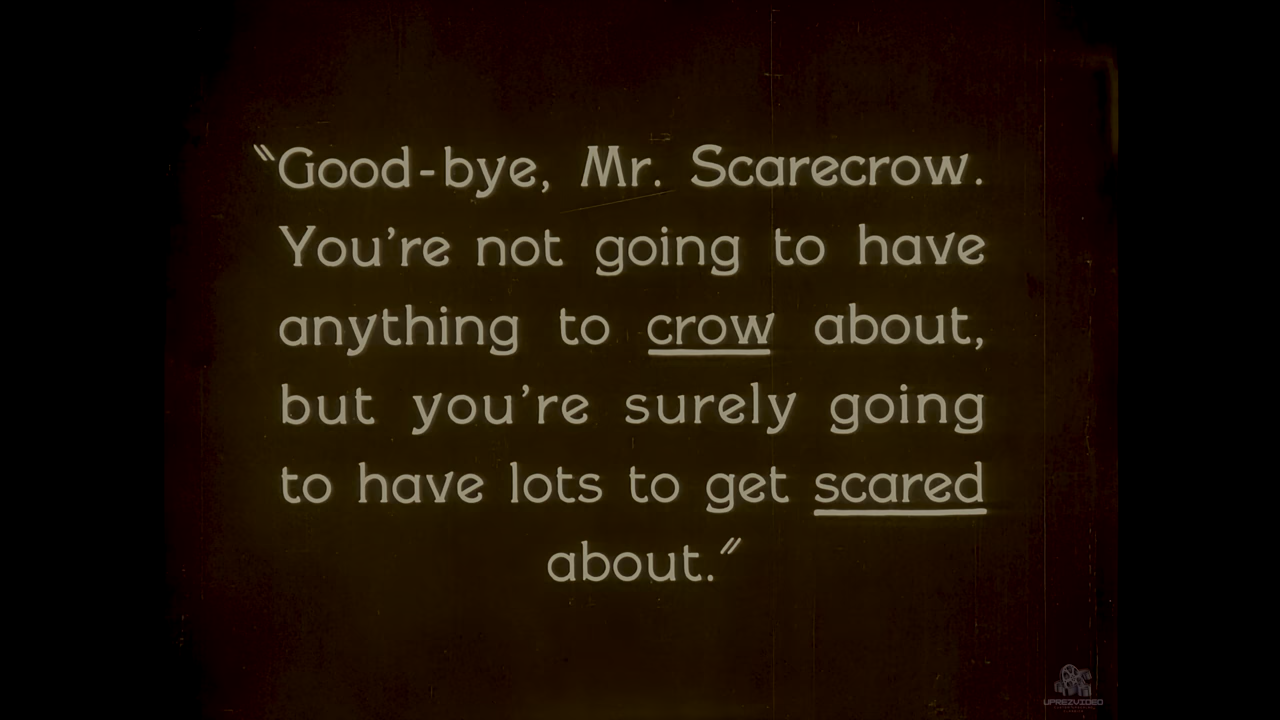 "Good-bye, Mr. Scarecrow.
You're not going to have
anything to crow about,
but you're surely going
to have lots to get scared
about."
UPREZVIDEO